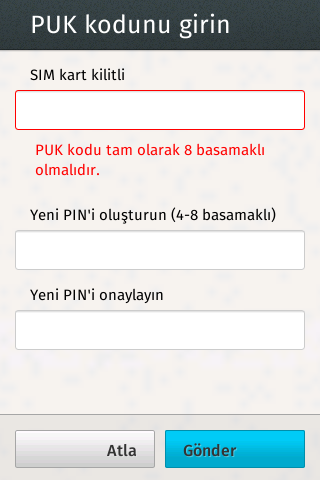 PUK kodunu girin
SIM kart kilitli
PUK kodu tam olarak 8 basamaklı
olmalıdır.
Yeni PIN'i oluşturun (4-8 basamaklı)
Yeni PIN'i onaylayın
Atla
Gönder